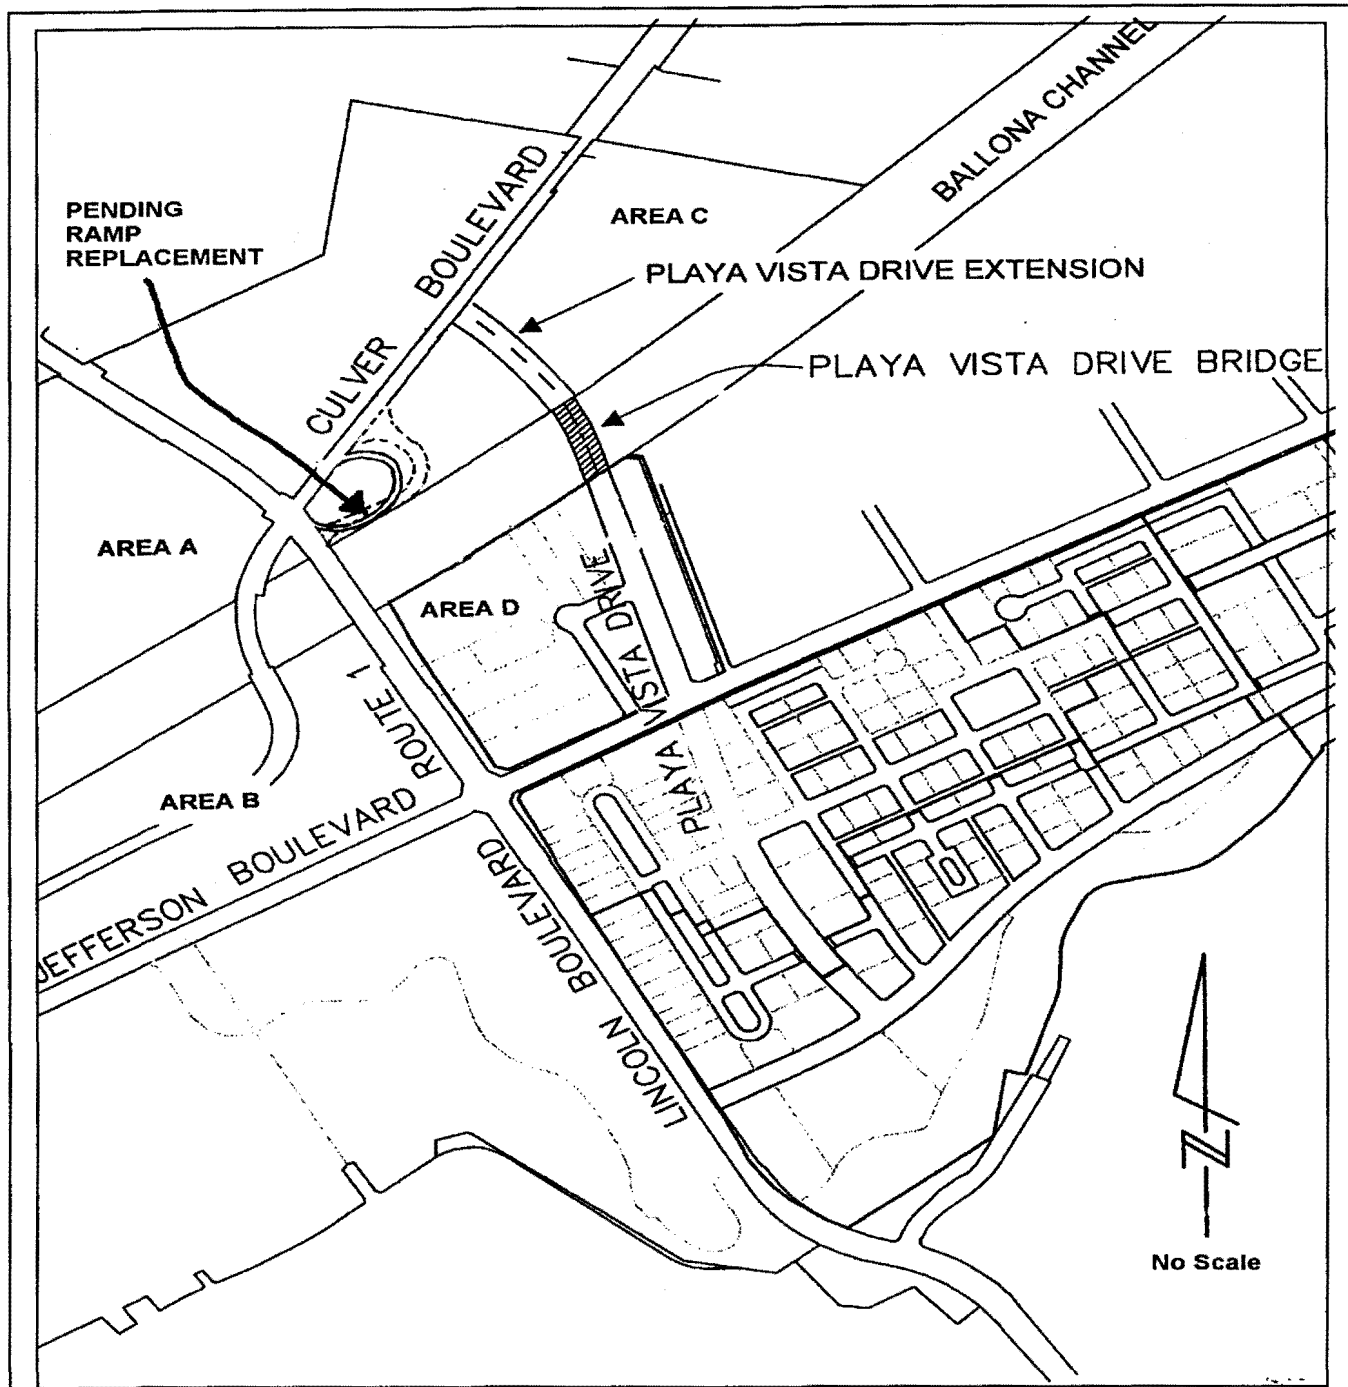 BALLONA CHANNEL
PENDING
RAMP
REPLACEMENT
CULVER BOULEVARD
AREA C
PLAYA VISTA DRIVE EXTENSION
PLAYA VISTA DRIVE BRIDGE
AREA A
AREA D
PLAYA VISTA DRIVE
ROUTE 1
AREA B
JEFFERSON BOULEVARD
LINCOLN BOULEVARD
N
No Scale